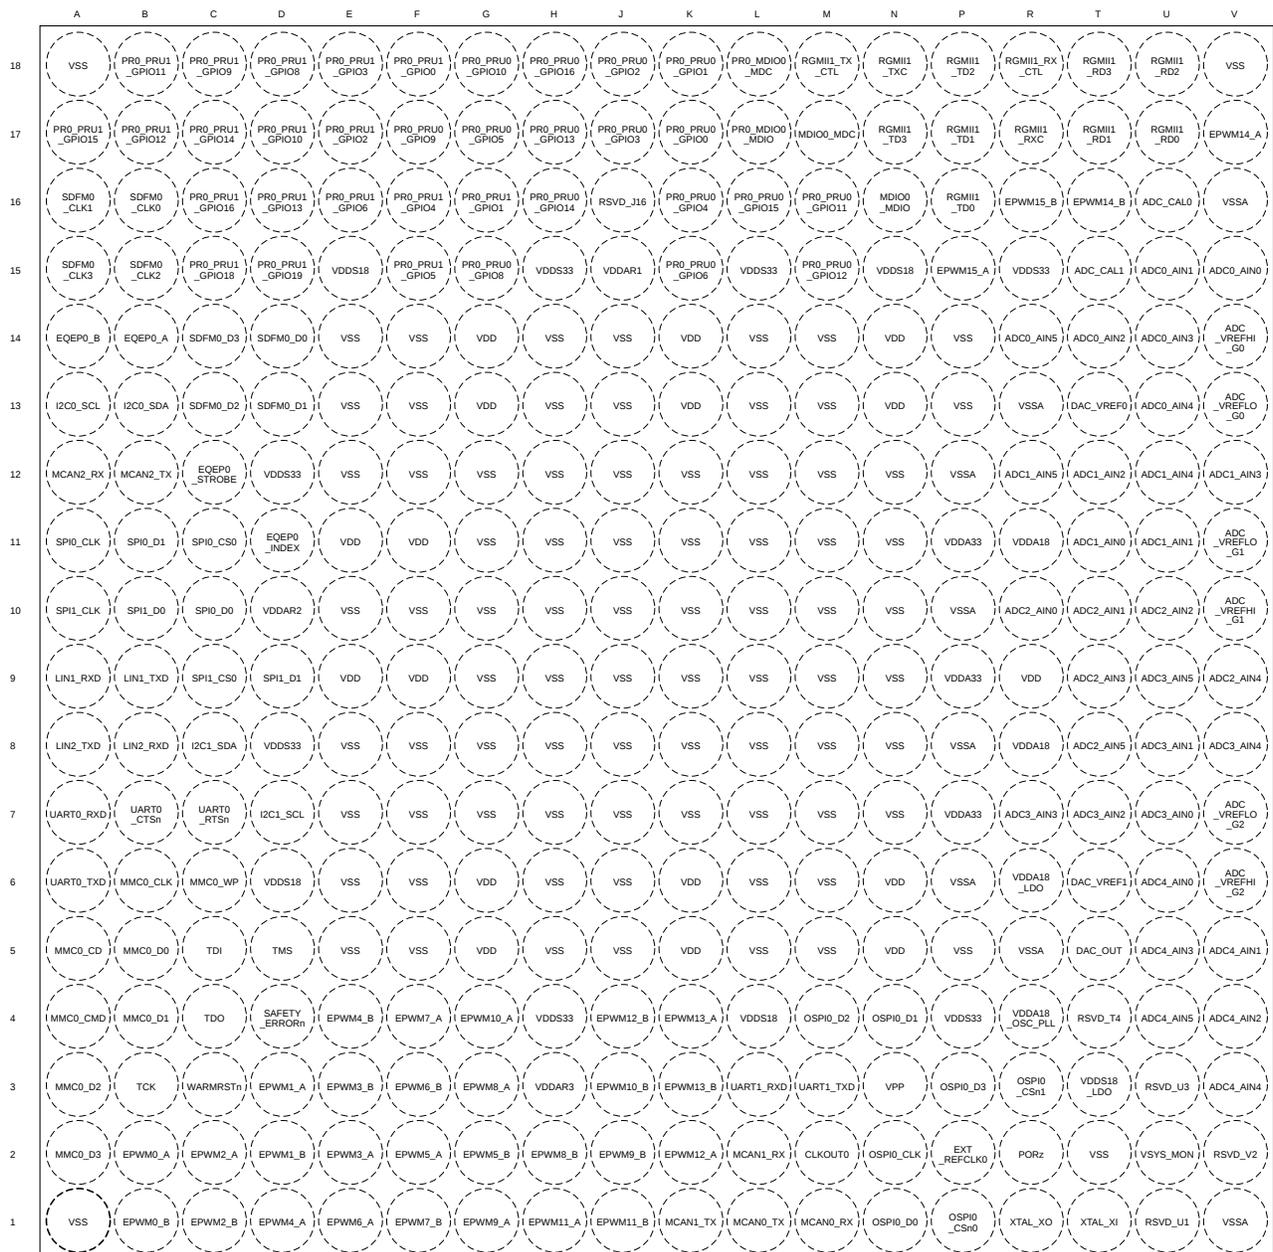 A B C D E F G H J K L M N P R T U V
18 VSS PR0_PRU1_GPIO11 PR0_PRU1_GPIO9 PR0_PRU1_GPIO8 PR0_PRU1_GPIO3 PR0_PRU1_GPIO0 PR0_PRU0_GPIO10 PR0_PRU0_GPIO16 PR0_PRU0_GPIO2 PR0_PRU0_GPIO1 PR0_MDIO0_MDC RGMII1_TX_CTL RGMII1_TXC RGMII1_TD2 RGMII1_RX_CTL RGMII1_RD3 RGMII1_RD2 VSS
17 PR0_PRU1_GPIO15 PR0_PRU1_GPIO12 PR0_PRU1_GPIO14 PR0_PRU1_GPIO10 PR0_PRU1_GPIO2 PR0_PRU0_GPIO9 PR0_PRU0_GPIO5 PR0_PRU0_GPIO13 PR0_PRU0_GPIO3 PR0_PRU0_GPIO0 PR0_MDIO0_MDIO MDIO0_MDC RGMII1_TD3 RGMII1_TD1 RGMII1_RXC RGMII1_RD1 RGMII1_RD0 EPWM14_A
16 SDFM0_CLK1 SDFM0_CLK0 PR0_PRU1_GPIO16 PR0_PRU1_GPIO13 PR0_PRU1_GPIO6 PR0_PRU1_GPIO4 PR0_PRU1_GPIO1 PR0_PRU0_GPIO14 RSVD_J16 PR0_PRU0_GPIO4 PR0_PRU0_GPIO15 PR0_PRU0_GPIO11 MDIO0_MDIO RGMII1_TD0 EPWM15_B EPWM14_B ADC_CAL0 VSSA
15 SDFM0_CLK3 SDFM0_CLK2 PR0_PRU1_GPIO18 PR0_PRU1_GPIO19 VDDS18 PR0_PRU1_GPIO5 PR0_PRU0_GPIO8 VDDS33 VDDAR1 PR0_PRU0_GPIO6 VDDS33 PR0_PRU0_GPIO12 VDDS18 EPWM15_A VDDS33 ADC_CAL1 ADC0_AIN1 ADC0_AIN0
14 EQEP0_B EQEP0_A SDFM0_D3 SDFM0_D0 VSS VSS VDD VSS VSS VDD VSS VSS VDD VSS ADC0_AIN5 ADC0_AIN2 ADC0_AIN3 ADC_VREFHI_G0
13 I2C0_SCL I2C0_SDA SDFM0_D2 SDFM0_D1 VSS VSS VDD VSS VSS VDD VSS VSS VDD VSS VSSA DAC_VREF0 ADC0_AIN4 ADC_VREFLO_G0
12 MCAN2_RX MCAN2_TX EQEP0_STROBE VDDS33 VSS VSS VSS VSS VSS VSS VSS VSS VSS VSSA ADC1_AIN5 ADC1_AIN2 ADC1_AIN4 ADC1_AIN3
11 SPI0_CLK SPI0_D1 SPI0_CS0 EQEP0_INDEX VDD VDD VSS VSS VSS VSS VSS VSS VSS VDDA33 VDDA18 ADC1_AIN0 ADC1_AIN1 ADC_VREFLO_G1
10 SPI1_CLK SPI1_D0 SPI0_D0 VDDAR2 VSS VSS VSS VSS VSS VSS VSS VSS VSS VSSA ADC2_AIN0 ADC2_AIN1 ADC2_AIN2 ADC_VREFHI_G1
9 LIN1_RXD LIN1_TXD SPI1_CS0 SPI1_D1 VDD VDD VSS VSS VSS VSS VSS VSS VSS VDDA33 VDD ADC2_AIN3 ADC3_AIN5 ADC2_AIN4
8 LIN2_TXD LIN2_RXD I2C1_SDA VDDS33 VSS VSS VSS VSS VSS VSS VSS VSS VSS VSSA VDDA18 ADC2_AIN5 ADC3_AIN1 ADC3_AIN4
7 UART0_RXD UART0_CTSn UART0_RTSn I2C1_SCL VSS VSS VSS VSS VSS VSS VSS VSS VSS VDDA33 ADC3_AIN3 ADC3_AIN2 ADC3_AIN0 ADC_VREFLO_G2
6 UART0_TXD MMC0_CLK MMC0_WP VDDS18 VSS VSS VDD VSS VSS VDD VSS VSS VDD VSSA VDDA18_LDO DAC_VREF1 ADC4_AIN0 ADC_VREFHI_G2
5 MMC0_CD MMC0_D0 TDI TMS VSS VSS VDD VSS VSS VDD VSS VSS VDD VSS VSSA DAC_OUT ADC4_AIN3 ADC4_AIN1
4 MMC0_CMD MMC0_D1 TDO SAFETY_ERRORn EPWM4_B EPWM7_A EPWM10_A VDDS33 EPWM12_B EPWM13_A VDDS18 OSPI0_D2 OSPI0_D1 VDDS33 VDDA18_OSC_PLL RSVD_T4 ADC4_AIN5 ADC4_AIN2
3 MMC0_D2 TCK WARMRSTn EPWM1_A EPWM3_B EPWM6_B EPWM8_A VDDAR3 EPWM10_B EPWM13_B UART1_RXD UART1_TXD VPP OSPI0_D3 OSPI0_CSn1 VDDS18_LDO RSVD_U3 ADC4_AIN4
2 MMC0_D3 EPWM0_A EPWM2_A EPWM1_B EPWM3_A EPWM5_A EPWM5_B EPWM8_B EPWM9_B EPWM12_A MCAN1_RX CLKOUT0 OSPI0_CLK EXT_REFCLK0 PORz VSS VSYS_MON RSVD_V2
1 VSS EPWM0_B EPWM2_B EPWM4_A EPWM6_A EPWM7_B EPWM9_A EPWM11_A EPWM11_B MCAN1_TX MCAN0_TX MCAN0_RX OSPI0_D0 OSPI0_CSn0 XTAL_XO XTAL_XI RSVD_U1 VSSA